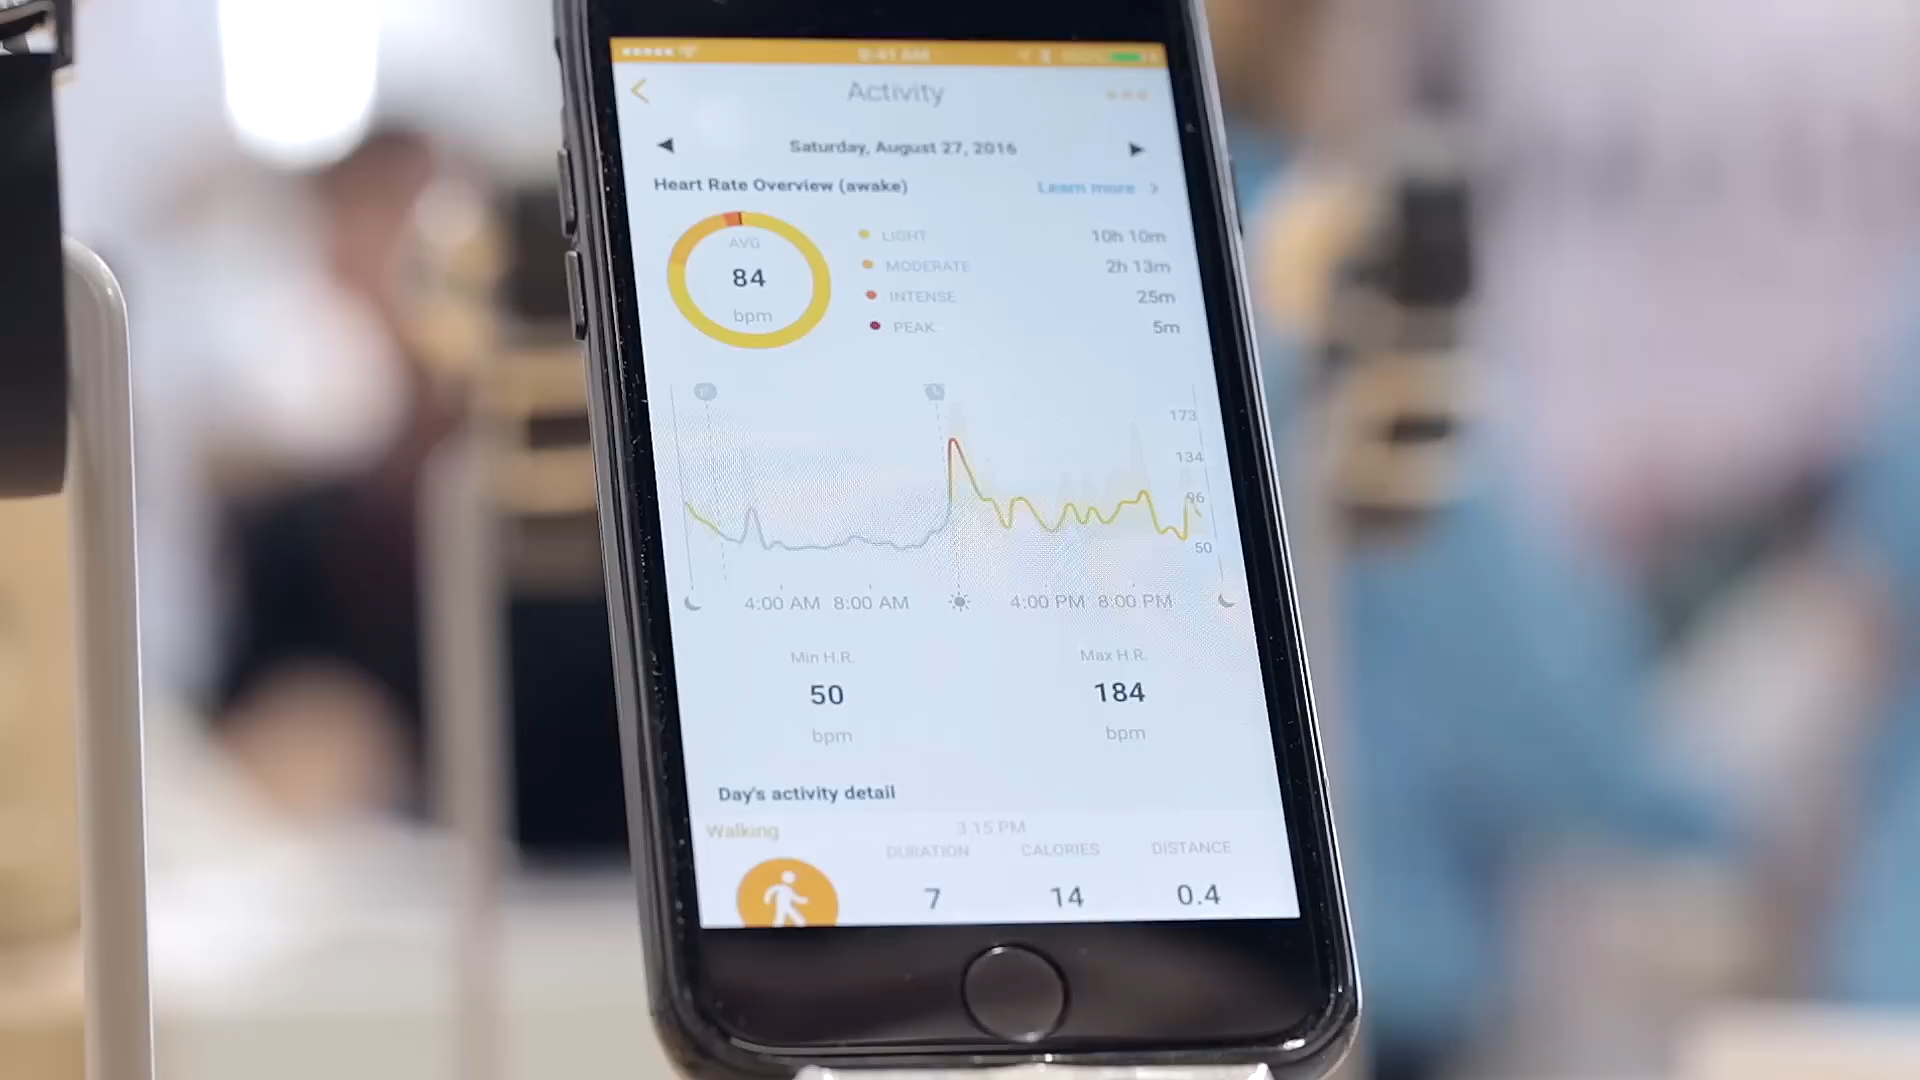 9:41 AM
Activity
Saturday, August 27, 2016
Heart Rate Overview (awake) Learn more
AVG
84
bpm
LIGHT 10h 10m
MODERATE 2h 13m
INTENSE 25m
PEAK 5m
173
134
96
50
4:00 AM 8:00 AM 4:00 PM 8:00 PM
Min H.R. Max H.R.
50 184
bpm bpm
Day's activity detail
Walking 3:15 PM
DURATION CALORIES DISTANCE
7 14 0.4